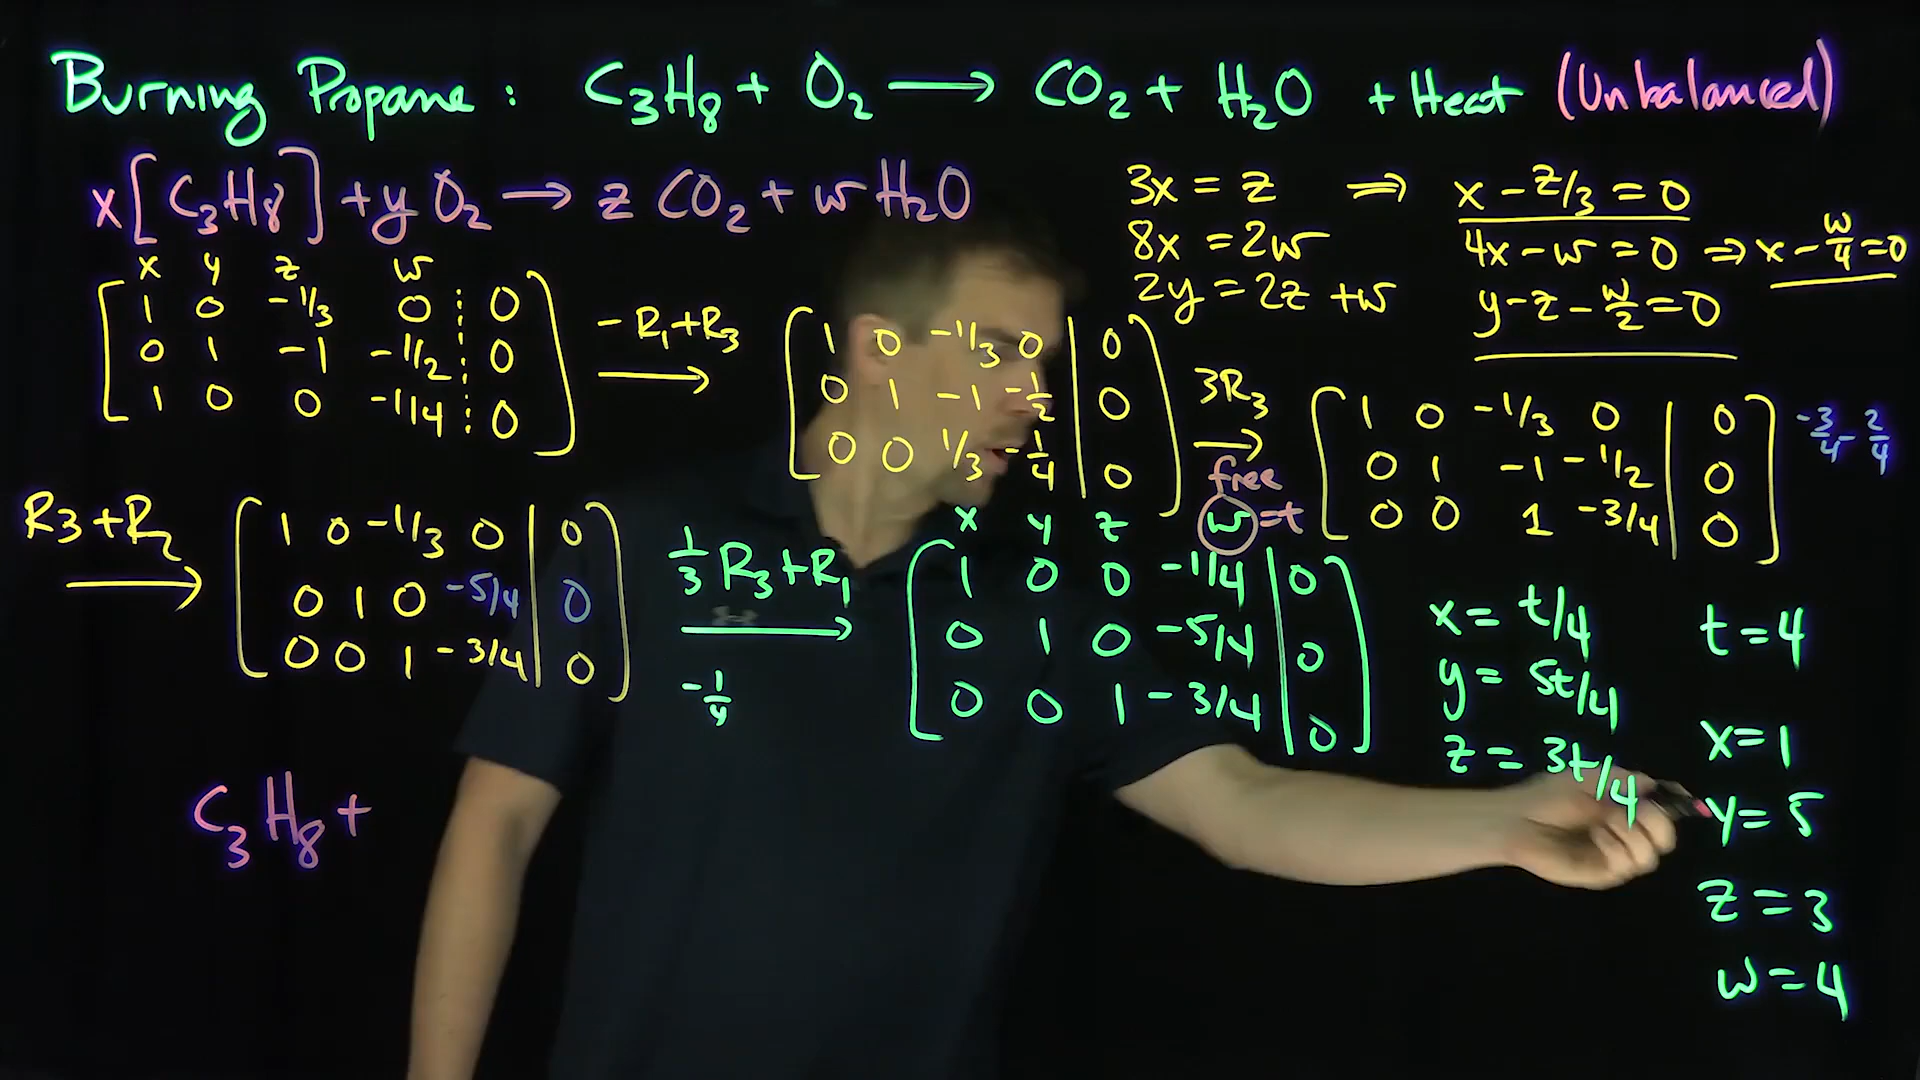 Burning Propane: C₃H₈ + O₂ → CO₂ + H₂O + Heat (Unbalanced)
x[C₃H₈] + y O₂ → z CO₂ + w H₂O
3x = z ⇒ x - z/3 = 0
8x = 2w 4x - w = 0 ⇒ x - w/4 = 0
2y = 2z + w y - z - w/2 = 0
x y z w
1 0 -1/3 0 0
0 1 -1 -1/2 0
1 0 0 -1/4 0
- R₁ + R₃ →
1 0 -1/3 0 | 0
0 1 -1 -1/2 | 0
0 0 1/3 -1/4 | 0
3R₃ →
1 0 -1/3 0 | 0
0 1 -1 -1/2 | 0
0 0 1 -3/4 | 0
-3/4 - 2/4
R3 + R₂ →
1 0 -1/3 0 | 0
0 1 0 -5/4 | 0
0 0 1 -3/4 | 0
1/3 R₃ + R₁ →
-1/4
free
x y z w = t
1 0 0 -1/4 | 0
0 1 0 -5/4 | 0
0 0 1 -3/4 | 0
x = t/4
y = 5t/4
z = 3t/4
t = 4
x = 1
y = 5
z = 3
w = 4
C₃H₈ +